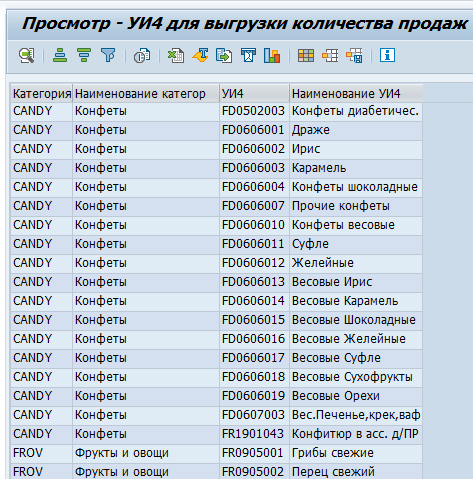 Просмотр - УИ4 для выгрузки количества продаж
Категория Наименование категор УИ4 Наименование УИ4
CANDY Конфеты FD0502003 Конфеты диабетичес.
CANDY Конфеты FD0606001 Драже
CANDY Конфеты FD0606002 Ирис
CANDY Конфеты FD0606003 Карамель
CANDY Конфеты FD0606004 Конфеты шоколадные
CANDY Конфеты FD0606007 Прочие конфеты
CANDY Конфеты FD0606010 Конфеты весовые
CANDY Конфеты FD0606011 Суфле
CANDY Конфеты FD0606012 Желейные
CANDY Конфеты FD0606013 Весовые Ирис
CANDY Конфеты FD0606014 Весовые Карамель
CANDY Конфеты FD0606015 Весовые Шоколадные
CANDY Конфеты FD0606016 Весовые Желейные
CANDY Конфеты FD0606017 Весовые Суфле
CANDY Конфеты FD0606018 Весовые Сухофрукты
CANDY Конфеты FD0606019 Весовые Орехи
CANDY Конфеты FD0607003 Вес.Печенье,крек,ваф
CANDY Конфеты FR1901043 Конфитюр в асс. д/ПР
FROV Фрукты и овощи FR0905001 Грибы свежие
FROV Фрукты и овощи FR0905002 Перец свежий